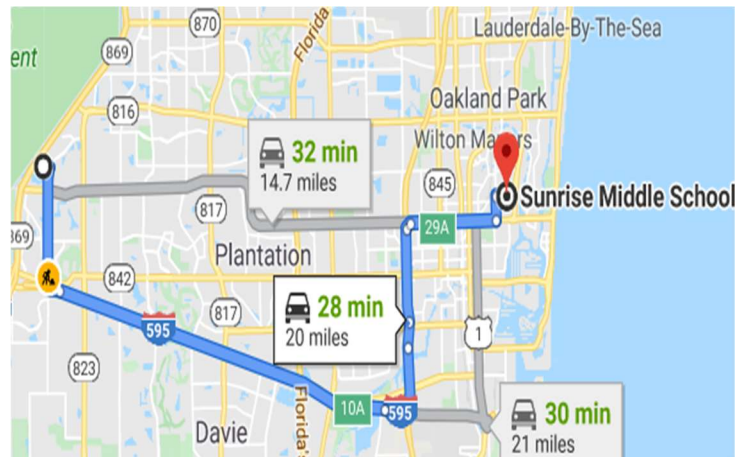 870
Florida
Lauderdale-By-The-Sea
869
ent
816
Oakland Park
Wilton Manors
32 min
14.7 miles
845
Sunrise Middle School
817
869
29A
Plantation
842
28 min
20 miles
595
817
1
823
10A
595
Florida's
30 min
21 miles
Davie